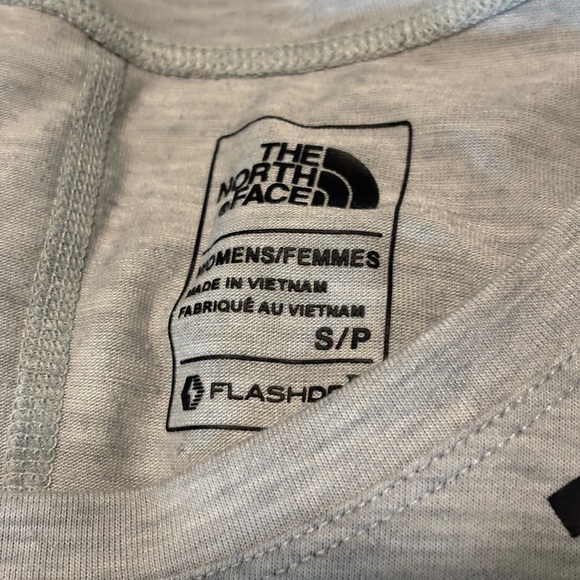 THE
NORTH
FACE
WOMENS/FEMMES
MADE IN VIETNAM
FABRIQUÉ AU VIETNAM
S/P